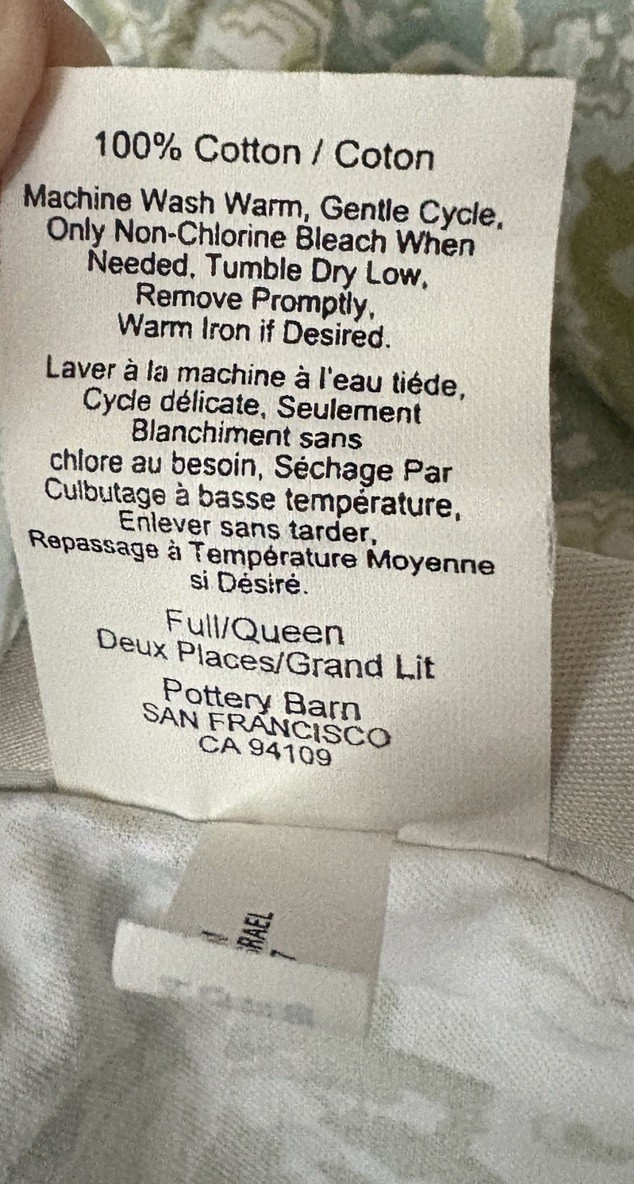 100% Cotton / Coton
Machine Wash Warm, Gentle Cycle,
Only Non-Chlorine Bleach When
Needed, Tumble Dry Low,
Remove Promptly,
Warm Iron if Desired.
Laver à la machine à l'eau tiéde,
Cycle délicate, Seulement
Blanchiment sans
chlore au besoin, Séchage Par
Culbutage à basse température,
Enlever sans tarder,
Repassage à Température Moyenne
si Désiré.
Full/Queen
Deux Places/Grand Lit
Pottery Barn
SAN FRANCISCO
CA 94109
RAEL
7